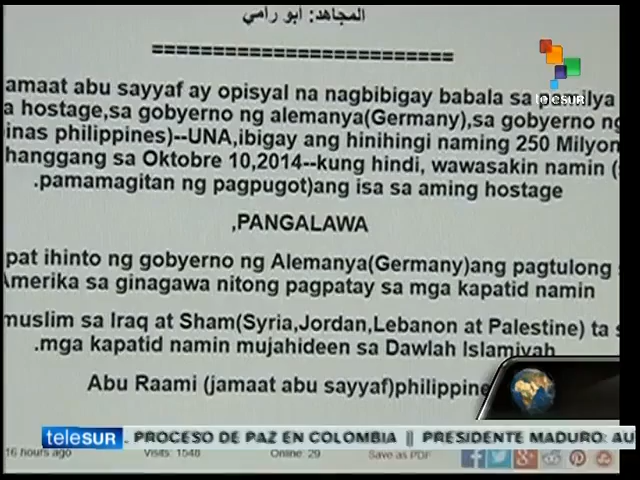 المجاهد: ابو رامي
========================
amaat abu sayyaf ay opisyal na nagbibigay babala sa
a hostage,sa gobyerno ng alemanya(Germany),sa gobyerno ng
inas philippines)--UNA,ibigay ang hinihingi naming 250 Milyon
hanggang sa Oktobre 10,2014--kung hindi, wawasakin namin (
.pamamagitan ng pagpugot)ang isa sa aming hostage
,PANGALAWA
pat ihinto ng gobyerno ng Alemanya(Germany)ang pagtulong
Amerika sa ginagawa nitong pagpatay sa mga kapatid namin
muslim sa Iraq at Sham(Syria,Jordan,Lebanon at Palestine) ta s
.mga kapatid namin mujahideen sa Dawlah Islamiyah
Abu Raami (jamaat abu sayyaf)philippine
teleSUR
teleSUR . PROCESO DE PAZ EN COLOMBIA || PRESIDENTE MADURO: AU
16 hours ago Visits: 1548 Online: 29 Save as PDF